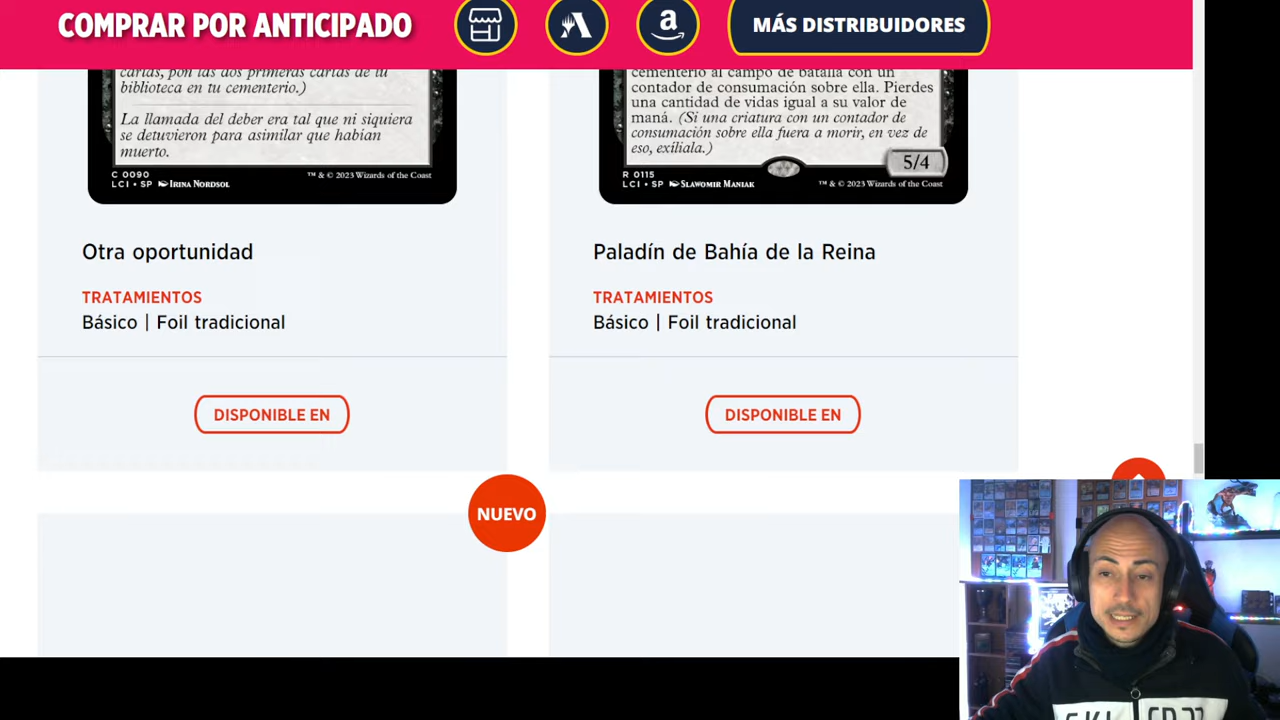 COMPRAR POR ANTICIPADO
a
MÁS DISTRIBUIDORES
cartas, pon las dos primeras cartas de tu
biblioteca en tu cementerio.)
La llamada del deber era tal que ni siquiera
se detuvieron para asimilar que habían
muerto.
C 0090
LCI • SP IRINA NORDSOL
™ & © 2023 Wizards of the Coast
cementerio al campo de batalla con un
contador de consumación sobre ella. Pierdes
una cantidad de vidas igual a su valor de
maná. (Si una criatura con un contador de
consumación sobre ella fuera a morir, en vez de
eso, exíliala.)
5/4
R 0115
LCI • SP SLAWOMIR MANIAK
™ & © 2023 Wizards of the Coast
Otra oportunidad
TRATAMIENTOS
Básico | Foil tradicional
DISPONIBLE EN
Paladín de Bahía de la Reina
TRATAMIENTOS
Básico | Foil tradicional
DISPONIBLE EN
NUEVO